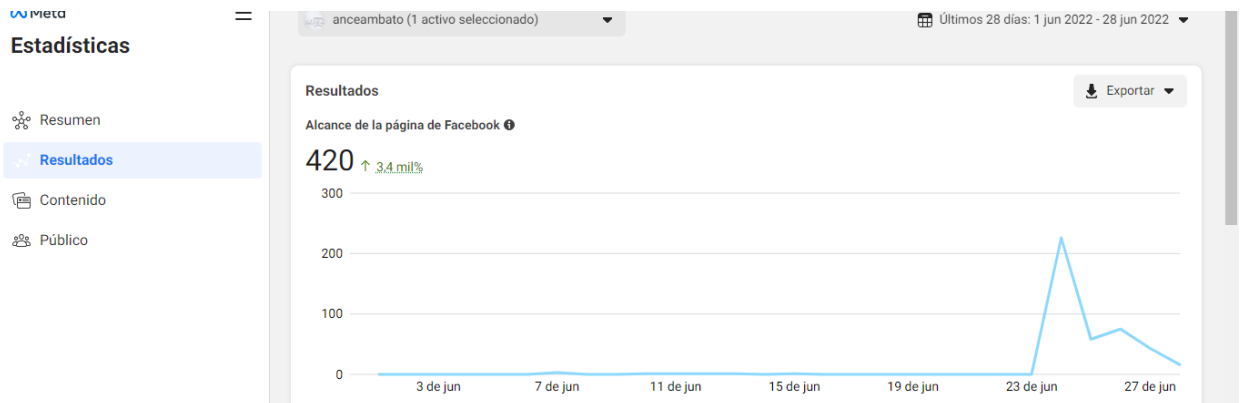 Meta
Estadísticas
Resumen
Resultados
Contenido
Público
anceambato (1 activo seleccionado)
Últimos 28 días: 1 jun 2022 - 28 jun 2022
Resultados
Exportar
Alcance de la página de Facebook
420 ↑ 3,4 mil%
300
200
100
0
3 de jun 7 de jun 11 de jun 15 de jun 19 de jun 23 de jun 27 de jun